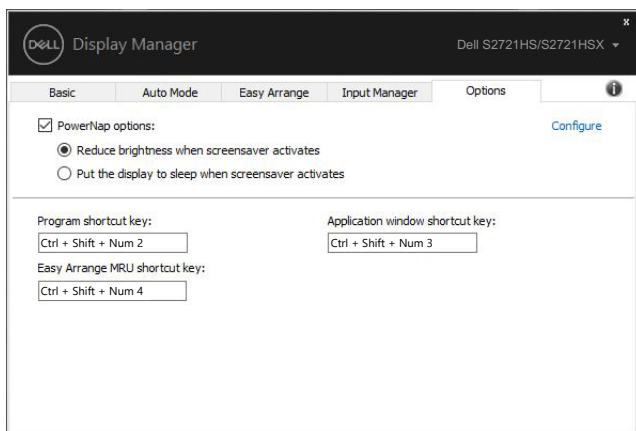 DELL Display Manager
x
Dell S2721HS/S2721HSX
Basic Auto Mode Easy Arrange Input Manager Options
PowerNap options:
Configure
Reduce brightness when screensaver activates
Put the display to sleep when screensaver activates
Program shortcut key:
Application window shortcut key:
Ctrl + Shift + Num 2
Ctrl + Shift + Num 3
Easy Arrange MRU shortcut key:
Ctrl + Shift + Num 4